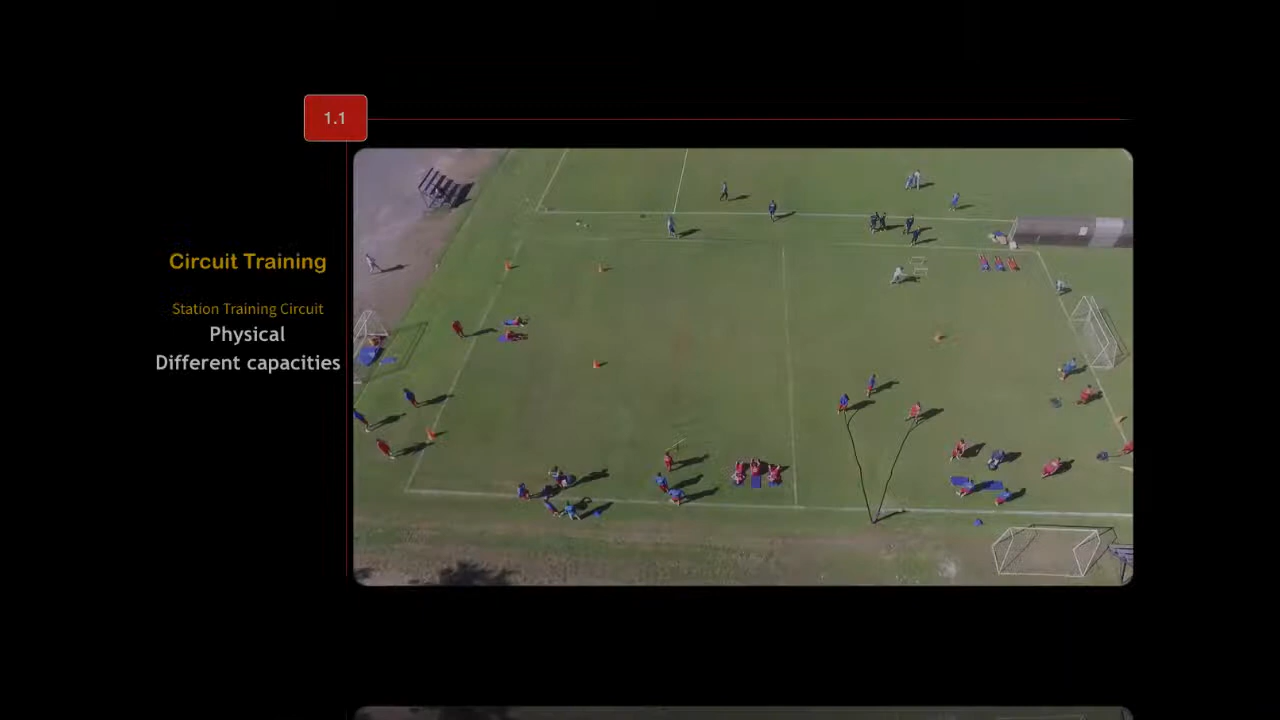 1.1
Circuit Training
Station Training Circuit
Physical
Different capacities